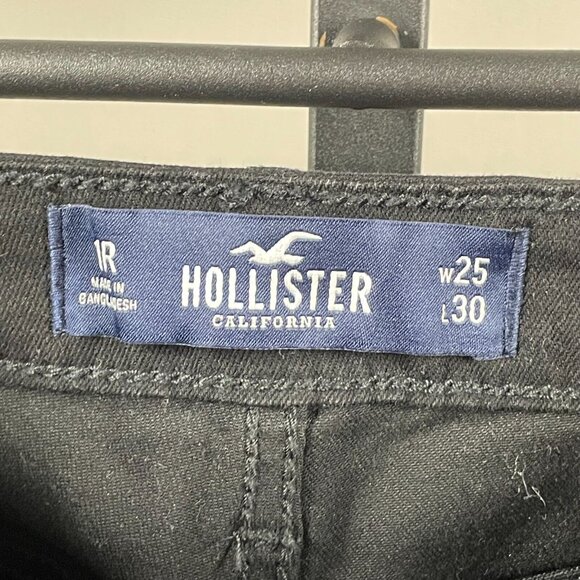 1R
MADE IN
BANGLADESH
HOLLISTER
CALIFORNIA
W25
L30